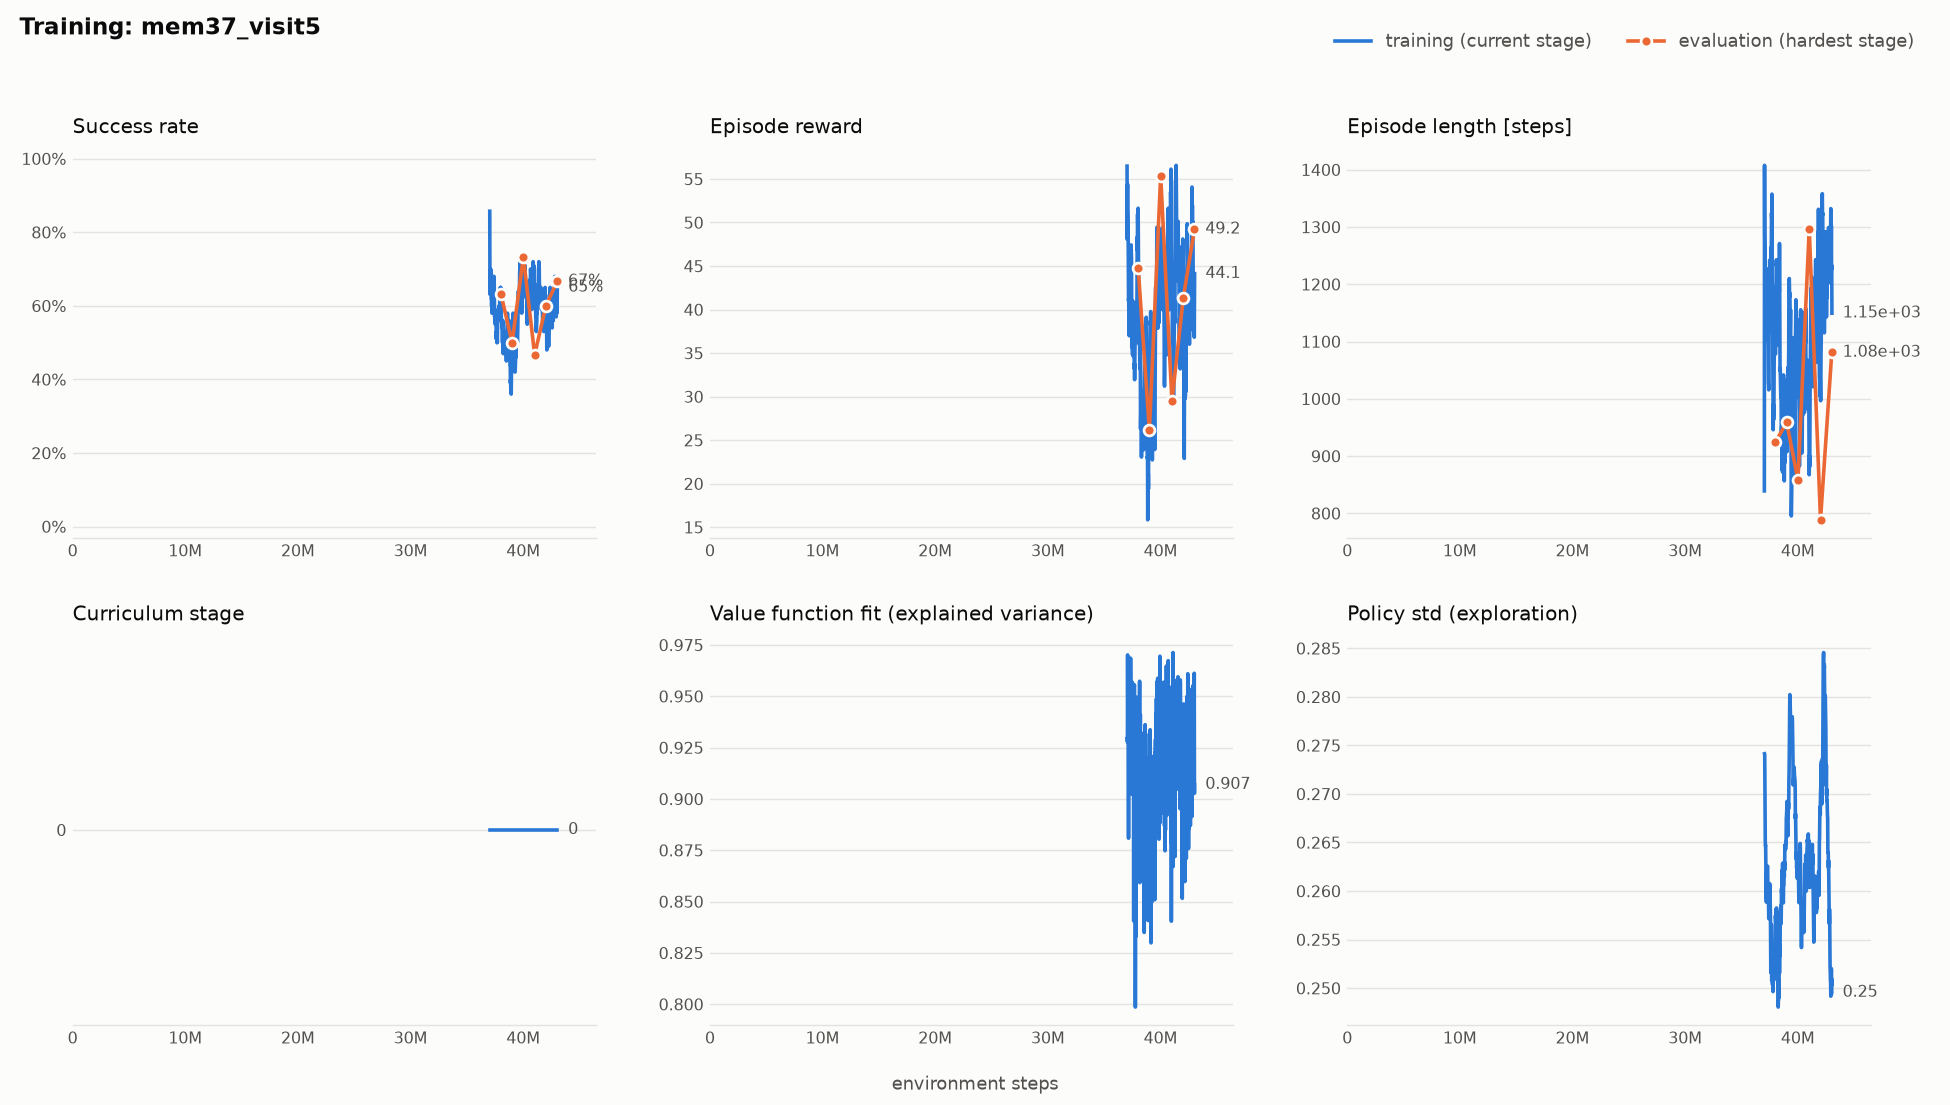 Training: mem37_visit5
training (current stage)
evaluation (hardest stage)
Success rate
100%
80%
60%
40%
20%
0%
67%
65%
0
10M
20M
30M
40M
Episode reward
55
50
45
40
35
30
25
20
15
49.2
44.1
0
10M
20M
30M
40M
Episode length [steps]
1400
1300
1200
1100
1000
900
800
1.15e+03
1.08e+03
0
10M
20M
30M
40M
Curriculum stage
0
0
0
10M
20M
30M
40M
Value function fit (explained variance)
0.975
0.950
0.925
0.900
0.875
0.850
0.825
0.800
0.907
0
10M
20M
30M
40M
Policy std (exploration)
0.285
0.280
0.275
0.270
0.265
0.260
0.255
0.250
0.25
0
10M
20M
30M
40M
environment steps